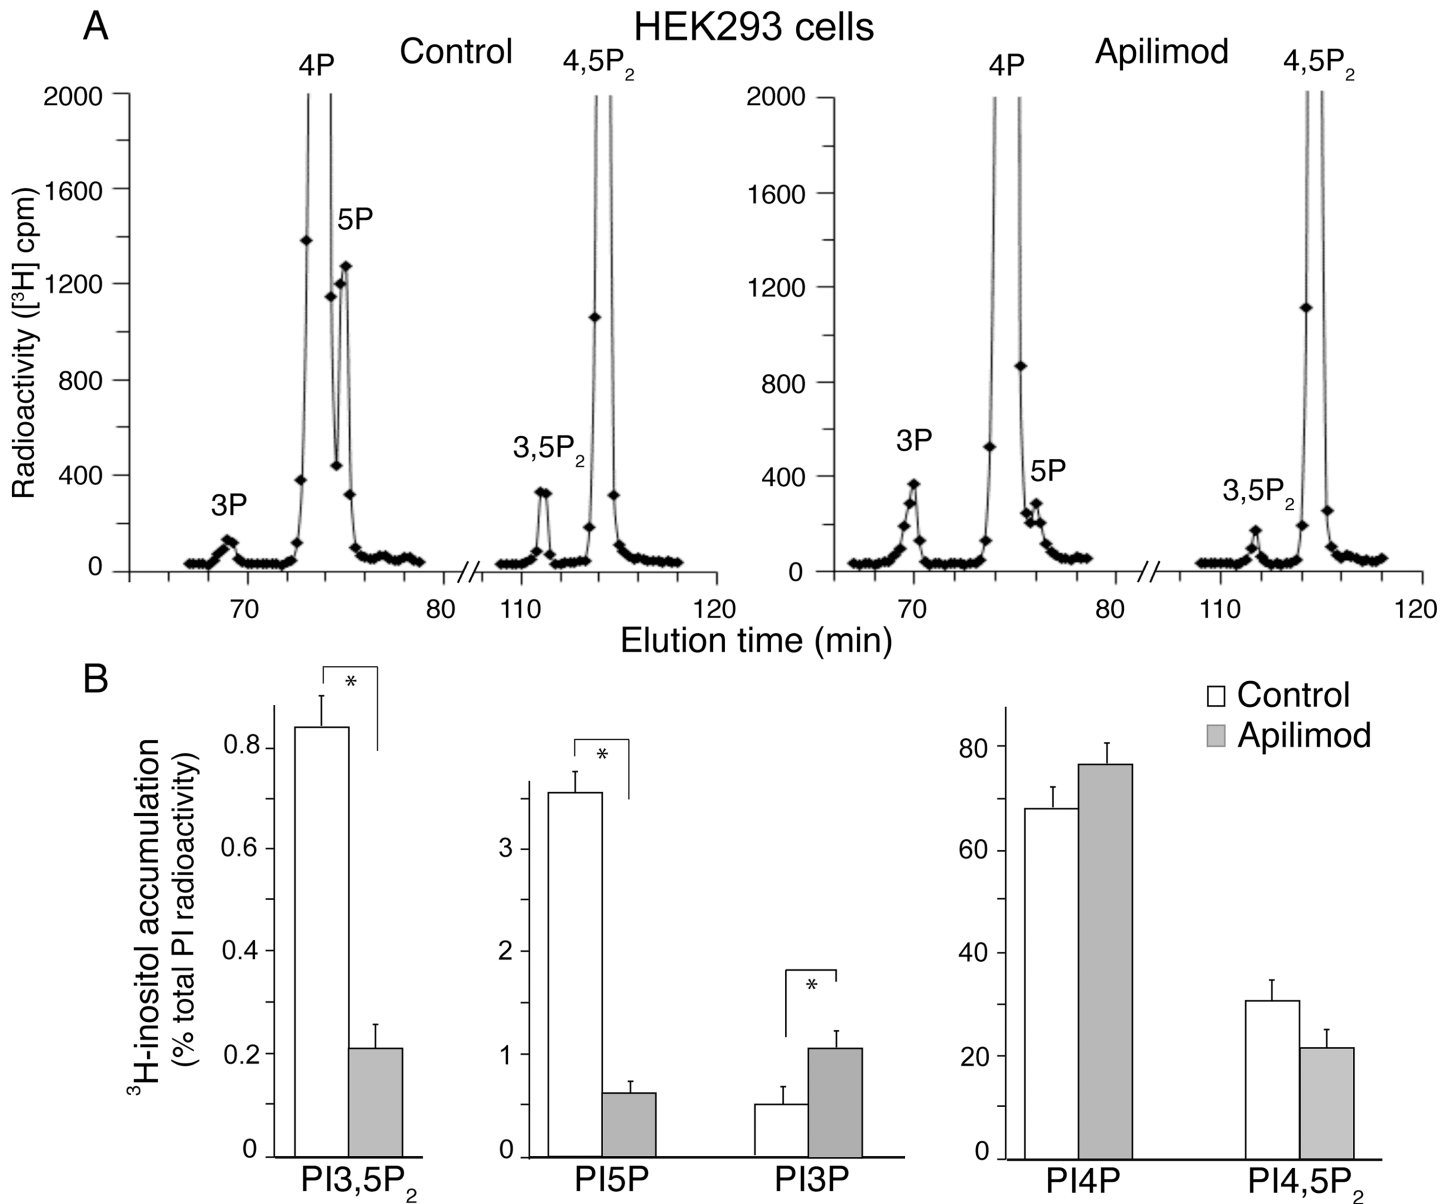 A
HEK293 cells
Control
Apilimod
4P
4,5P2
4P
4,5P2
2000
1600
1200
800
400
0
5P
3P
3,5P2
2000
1600
1200
800
400
0
3P
5P
3,5P2
Radioactivity ([3H] cpm)
70
80
110
120
70
80
110
120
Elution time (min)
B
Control
Apilimod
3H-inositol accumulation
(% total PI radioactivity)
*
0.8
0.6
0.4
0.2
0
PI3,5P2
*
*
3
2
1
0
PI5P
PI3P
80
60
40
20
0
PI4P
PI4,5P2